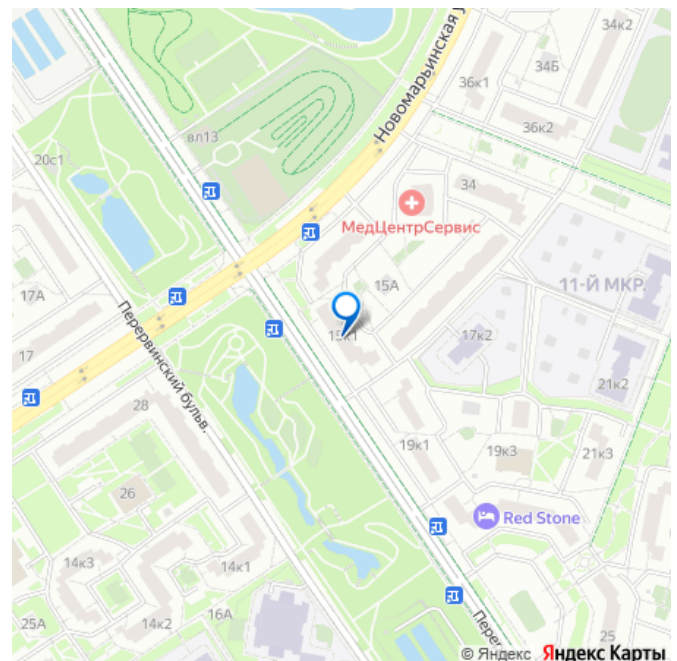 34к2
34Б
36к1
Новомарьинская у
36к2
вл13
20с1
34
МедЦентрСервис
15А
11-Й МКР.
17А
15к1
17к2
Перервинский бульв.
17
21к2
28
19к1
19к3
21к3
26
Red Stone
14к3
14к1
16А
25А
14к2
Пере
25
© Яндекс Яндекс Карты